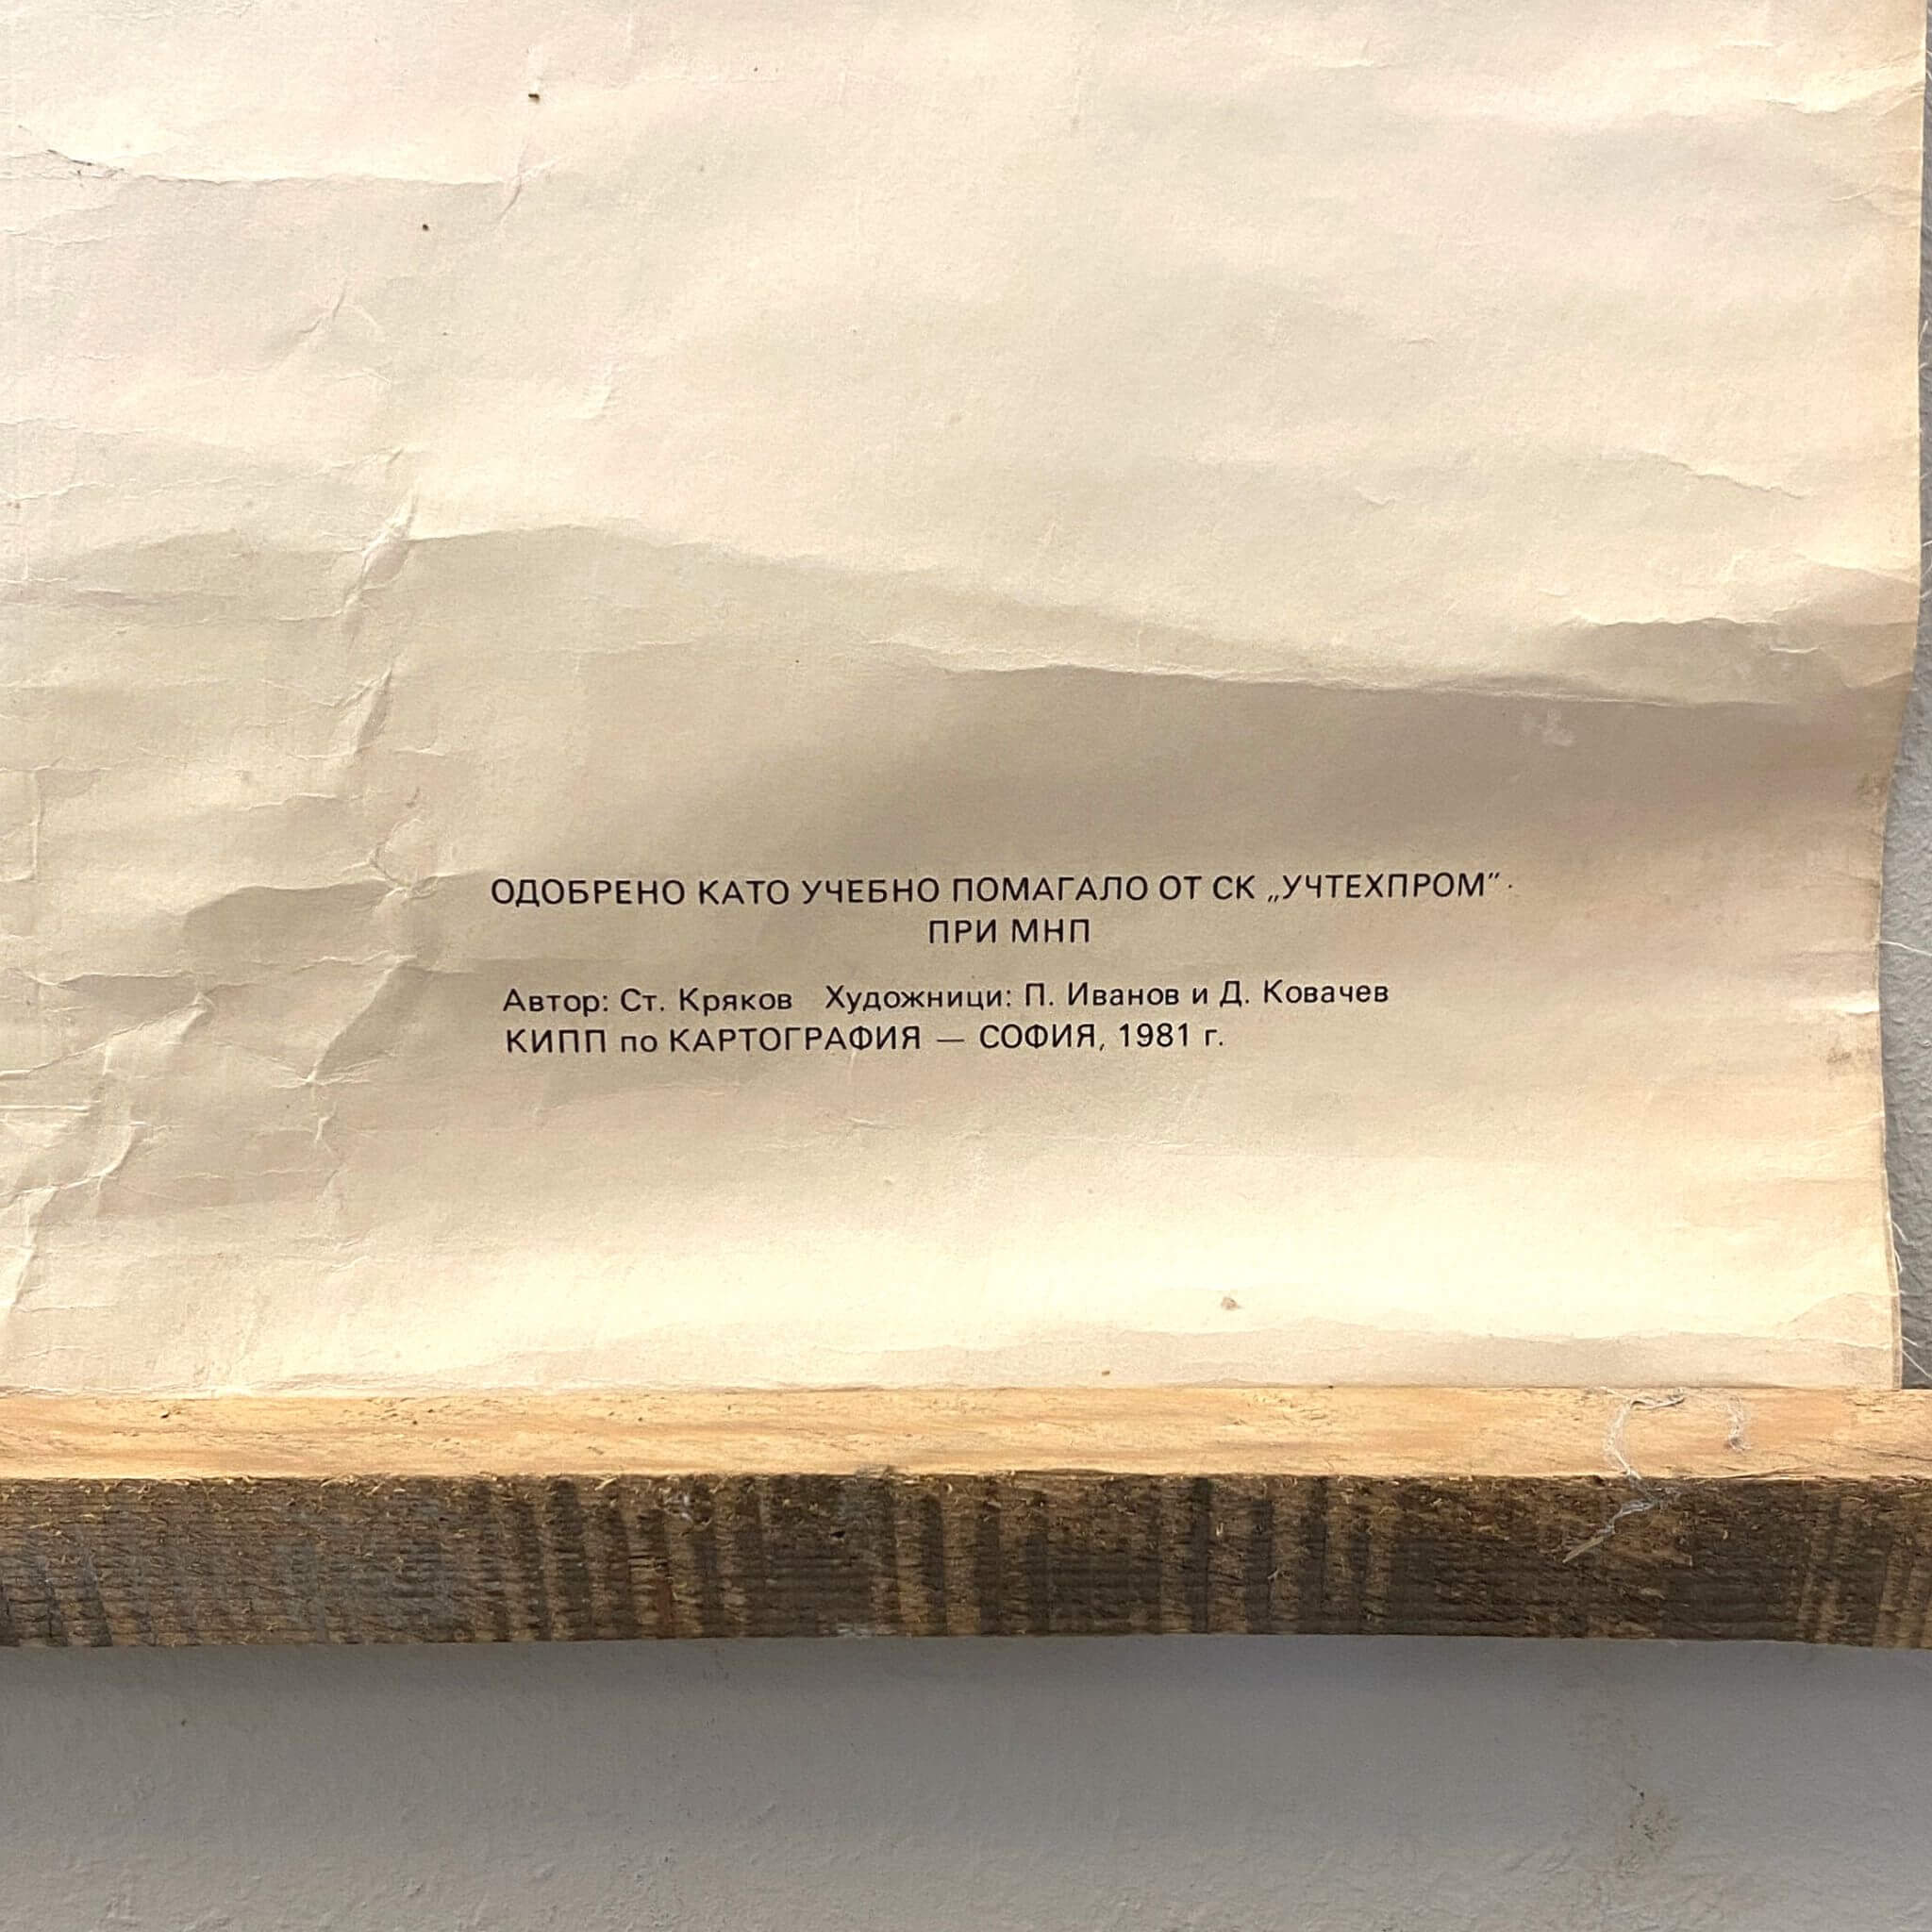 ОДОБРЕНО КАТО УЧЕБНО ПОМАГАЛО ОТ СК „УЧТЕХПРОМ”
ПРИ МНП
Автор: Ст. Кряков Художници: П. Иванов и Д. Ковачев
КИПП по КАРТОГРАФИЯ — СОФИЯ, 1981 г.